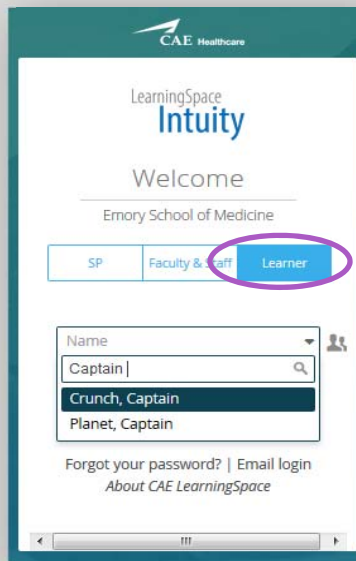 CAE Healthcare
LearningSpace
Intuity
Welcome
Emory School of Medicine
SP Faculty & Staff Learner
Name
Captain
Crunch, Captain
Planet, Captain
Forgot your password? | Email login
About CAE LearningSpace